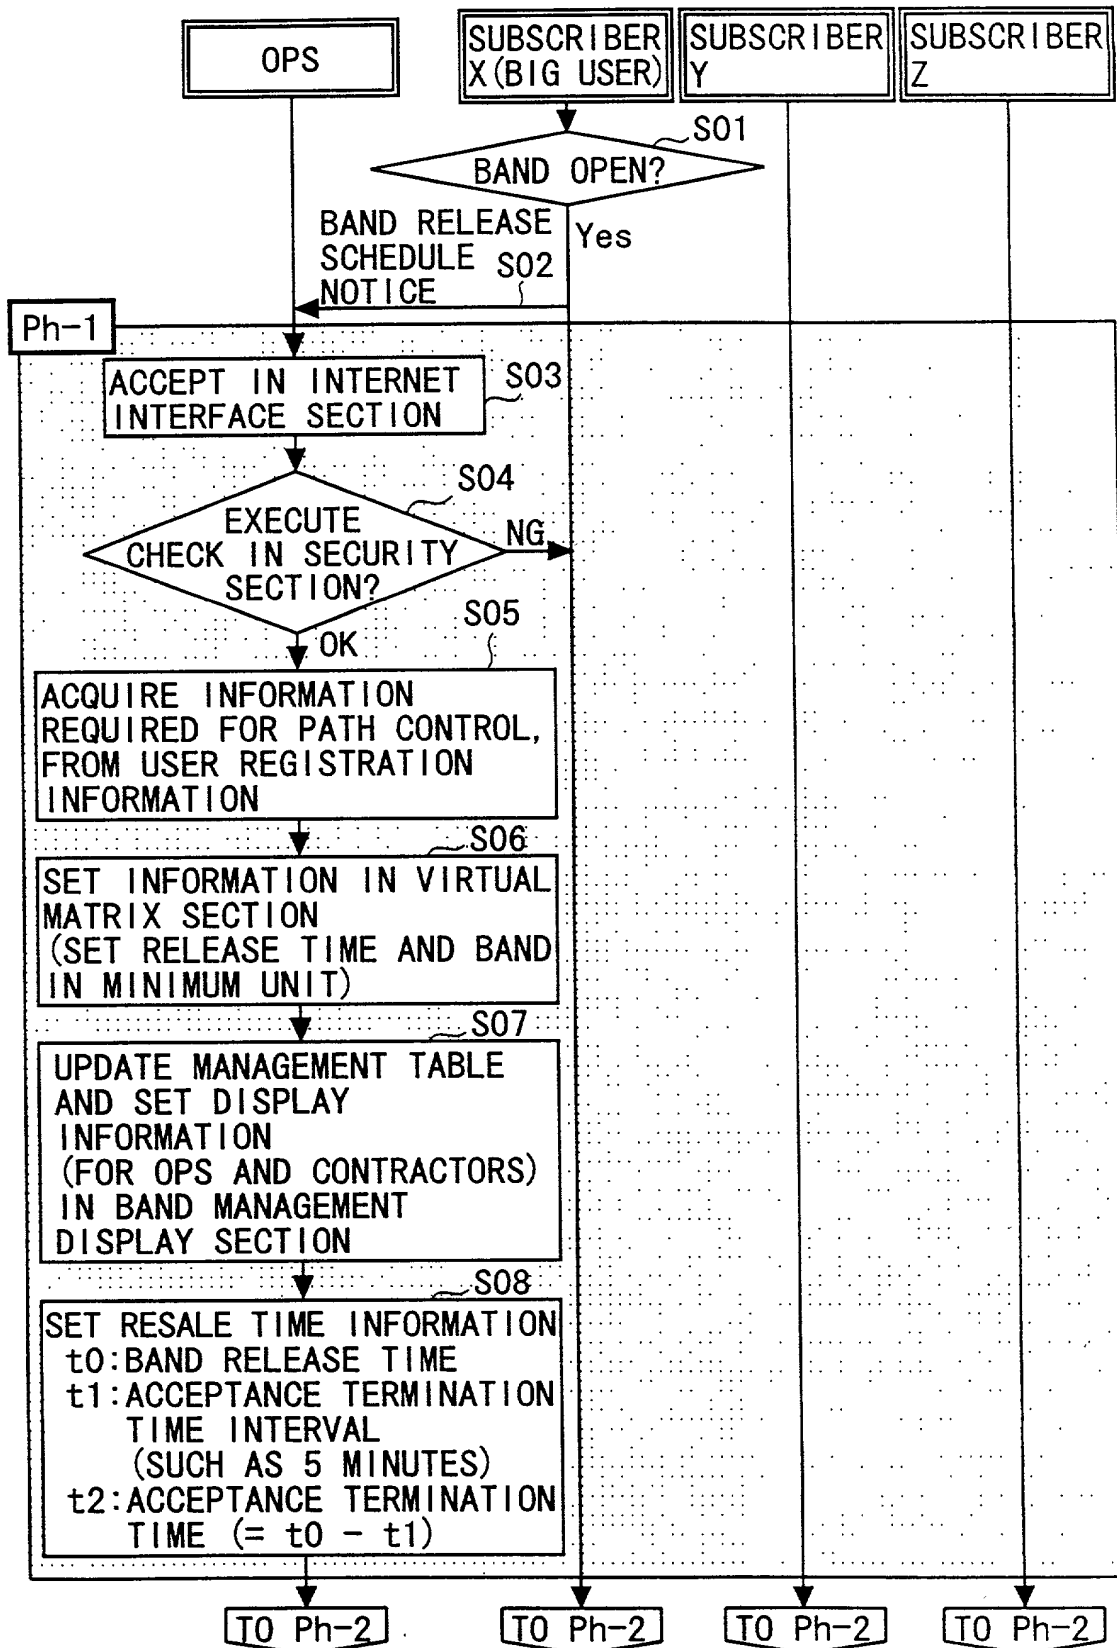 OPS
SUBSCRIBER
X(BIG USER)
SUBSCRIBER
Y
SUBSCRIBER
Z
S01
BAND OPEN?
Yes
BAND RELEASE
SCHEDULE
NOTICE
S02
Ph-1
ACCEPT IN INTERNET
INTERFACE SECTION
S03
S04
EXECUTE
CHECK IN SECURITY
SECTION?
NG
OK
S05
ACQUIRE INFORMATION
REQUIRED FOR PATH CONTROL,
FROM USER REGISTRATION
INFORMATION
S06
SET INFORMATION IN VIRTUAL
MATRIX SECTION
(SET RELEASE TIME AND BAND
IN MINIMUM UNIT)
S07
UPDATE MANAGEMENT TABLE
AND SET DISPLAY
INFORMATION
(FOR OPS AND CONTRACTORS)
IN BAND MANAGEMENT
DISPLAY SECTION
S08
SET RESALE TIME INFORMATION
t0:BAND RELEASE TIME
t1:ACCEPTANCE TERMINATION
TIME INTERVAL
(SUCH AS 5 MINUTES)
t2:ACCEPTANCE TERMINATION
TIME (= t0 - t1)
TO Ph-2
TO Ph-2
TO Ph-2
TO Ph-2